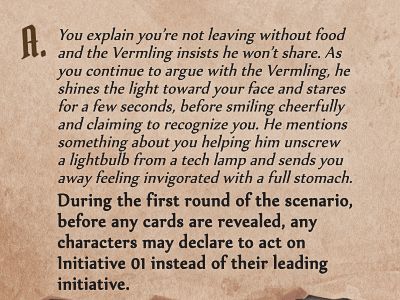 A. You explain you're not leaving without food
and the Vermling insists he won't share. As
you continue to argue with the Vermling, he
shines the light toward your face and stares
for a few seconds, before smiling cheerfully
and claiming to recognize you. He mentions
something about you helping him unscrew
a lightbulb from a tech lamp and sends you
away feeling invigorated with a full stomach.
During the first round of the scenario,
before any cards are revealed, any
characters may declare to act on
Initiative 01 instead of their leading
initiative.